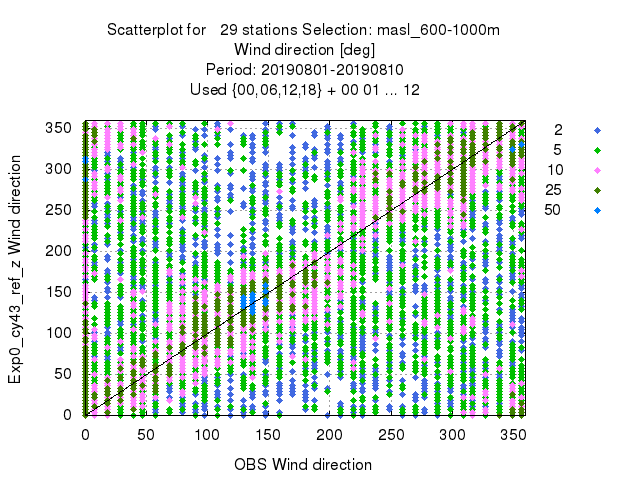 Scatterplot for 29 stations Selection: masl_600-1000m
Wind direction [deg]
Period: 20190801-20190810
Used {00,06,12,18} + 00 01 ... 12
Exp0_cy43_ref_z Wind direction
350
300
250
200
150
100
50
0
0 50 100 150 200 250 300 350
OBS Wind direction
2
5
10
25
50